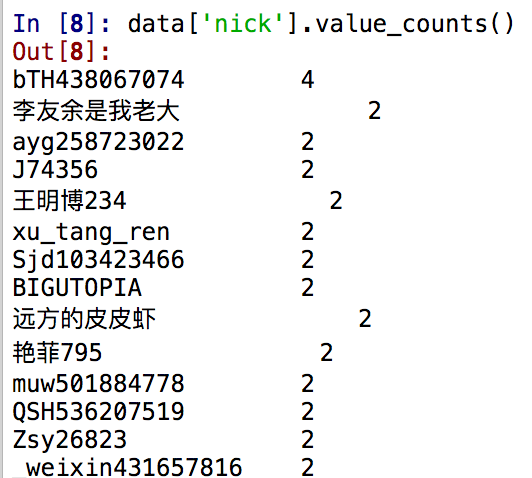 In [8]: data['nick'].value_counts()
Out[8]:
bTH438067074 4
李友余是我老大 2
ayg258723022 2
J74356 2
王明博234 2
xu_tang_ren 2
Sjd103423466 2
BIGUTOPIA 2
远方的皮皮虾 2
艳菲795 2
muw501884778 2
QSH536207519 2
Zsy26823 2
_weixin431657816 2